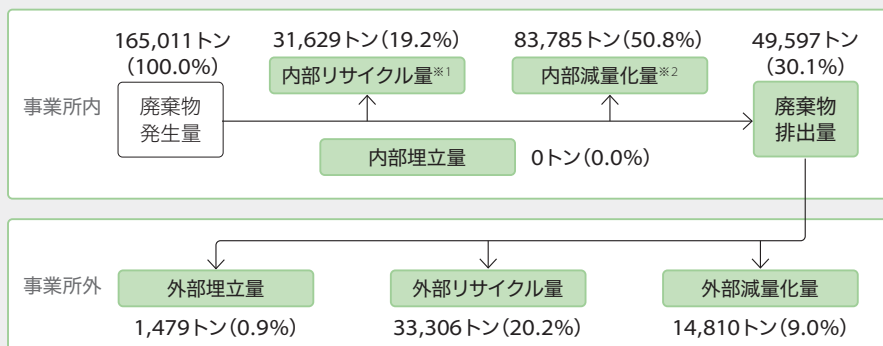 165,011トン
(100.0%)
31,629トン(19.2%)
83,785トン(50.8%)
49,597トン
(30.1%)
事業所内
廃棄物
発生量
内部リサイクル量※1
内部減量化量※2
廃棄物
排出量
内部埋立量
0トン(0.0%)
事業所外
外部埋立量
外部リサイクル量
外部減量化量
1,479トン(0.9%)
33,306トン(20.2%)
14,810トン(9.0%)